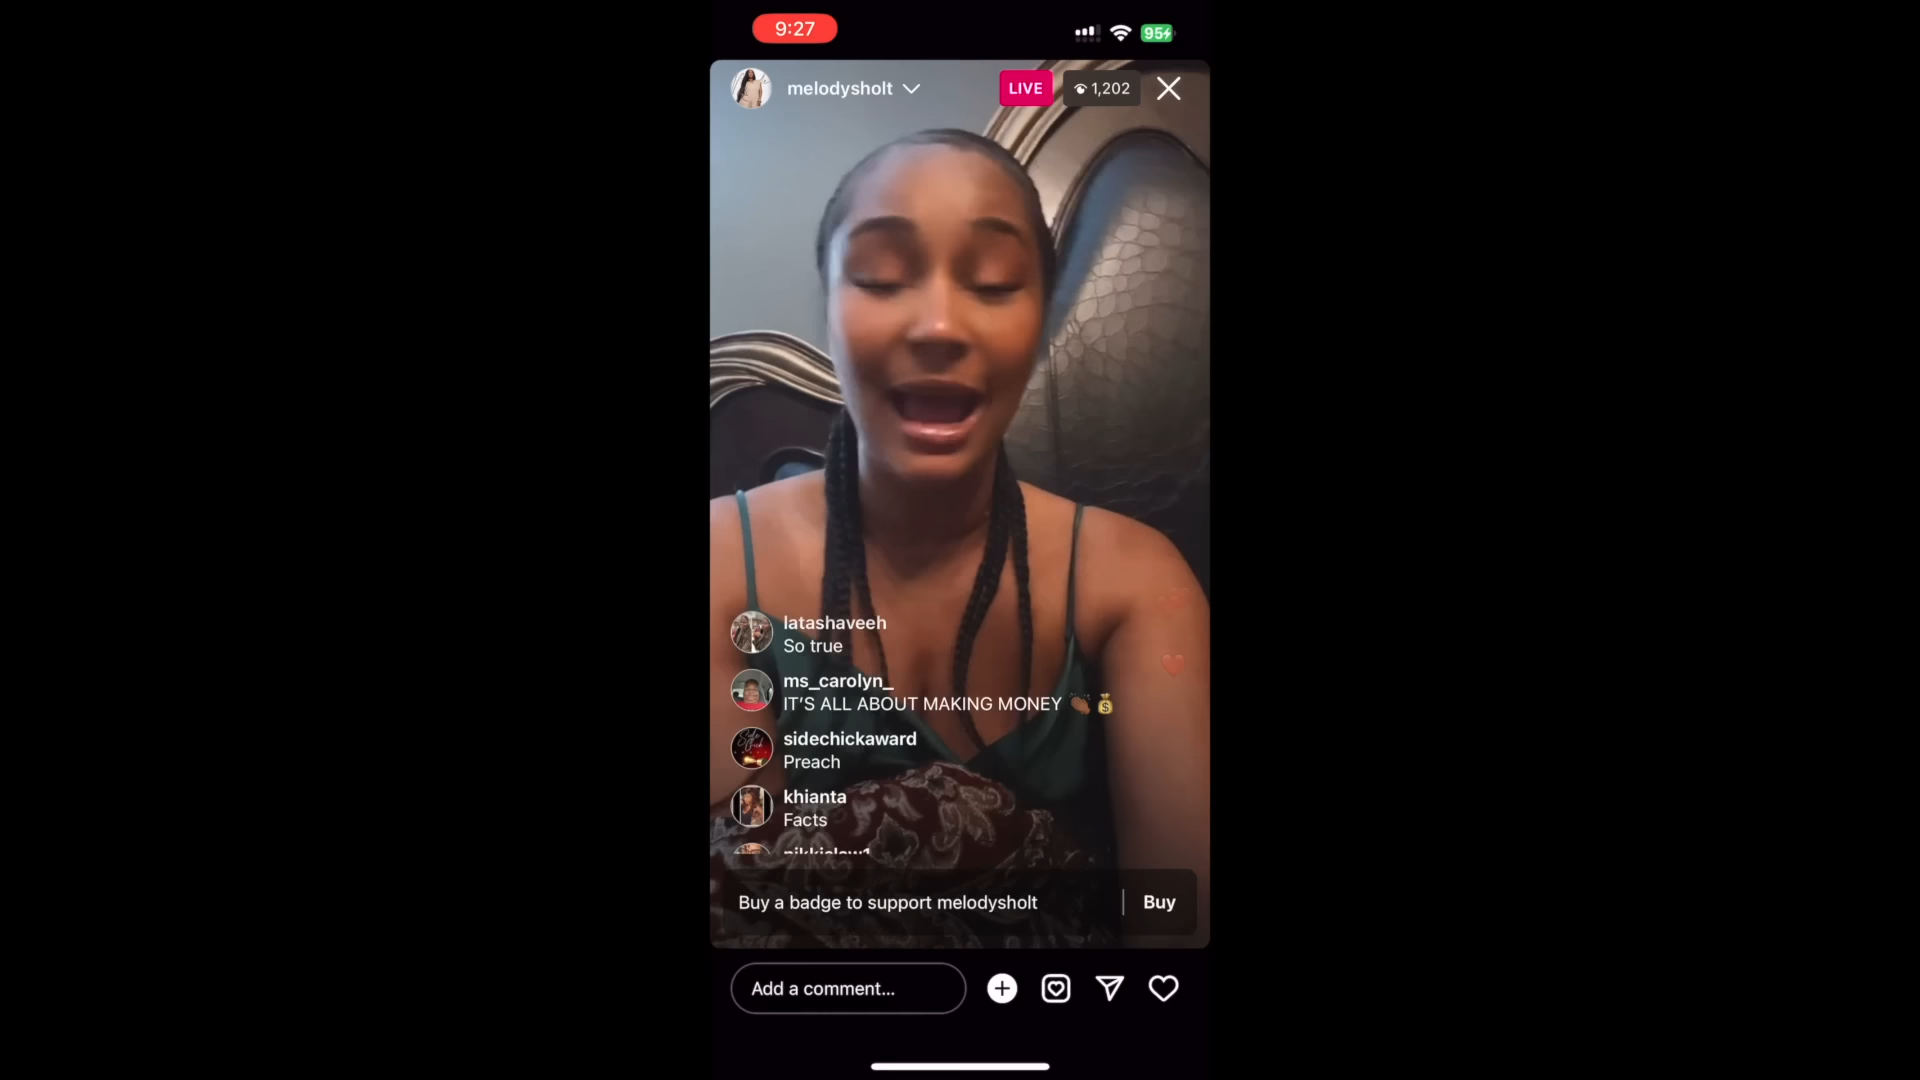 9:27
95
melodysholt
LIVE
1,202
latashaveeh
So true
ms_carolyn_
IT'S ALL ABOUT MAKING MONEY 👏🏾 💰
sidechickaward
Preach
khianta
Facts
Buy a badge to support melodysholt
Buy
Add a comment...